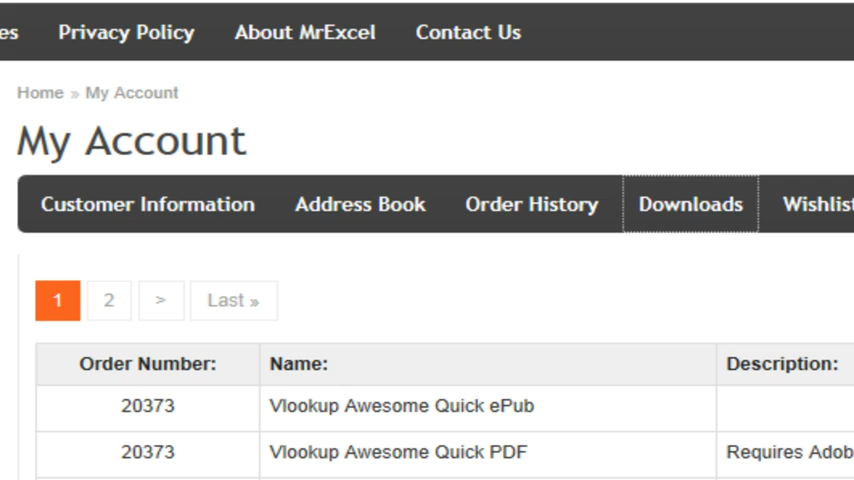 Privacy Policy About MrExcel Contact Us
Home » My Account
My Account
Customer Information Address Book Order History Downloads Wishlist
1 2 > Last »
Order Number: Name: Description:
20373 Vlookup Awesome Quick ePub
20373 Vlookup Awesome Quick PDF Requires Adob